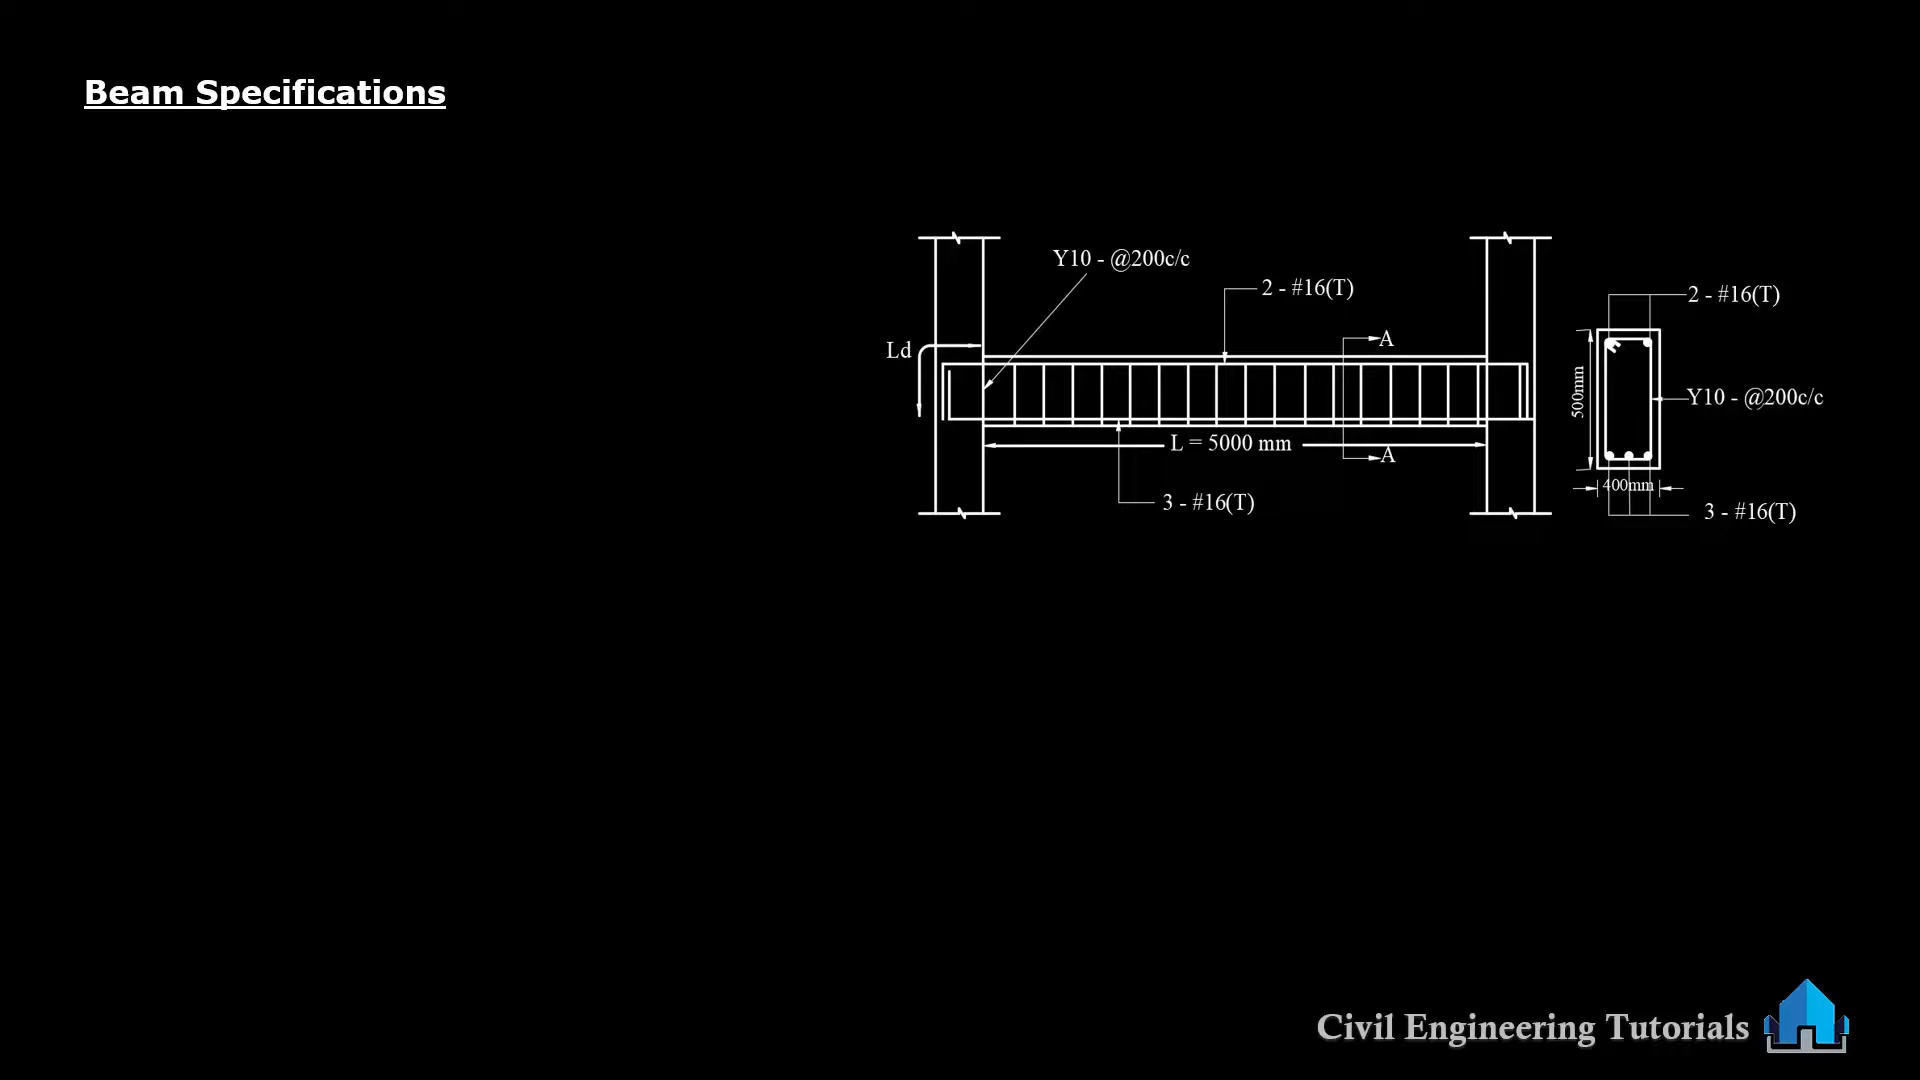 Beam Specifications
Y10 - @200c/c
2 - #16(T)
2 - #16(T)
A
Ld
500mm
Y10 - @200c/c
L = 5000 mm
A
400mm
3 - #16(T)
3 - #16(T)
Civil Engineering Tutorials